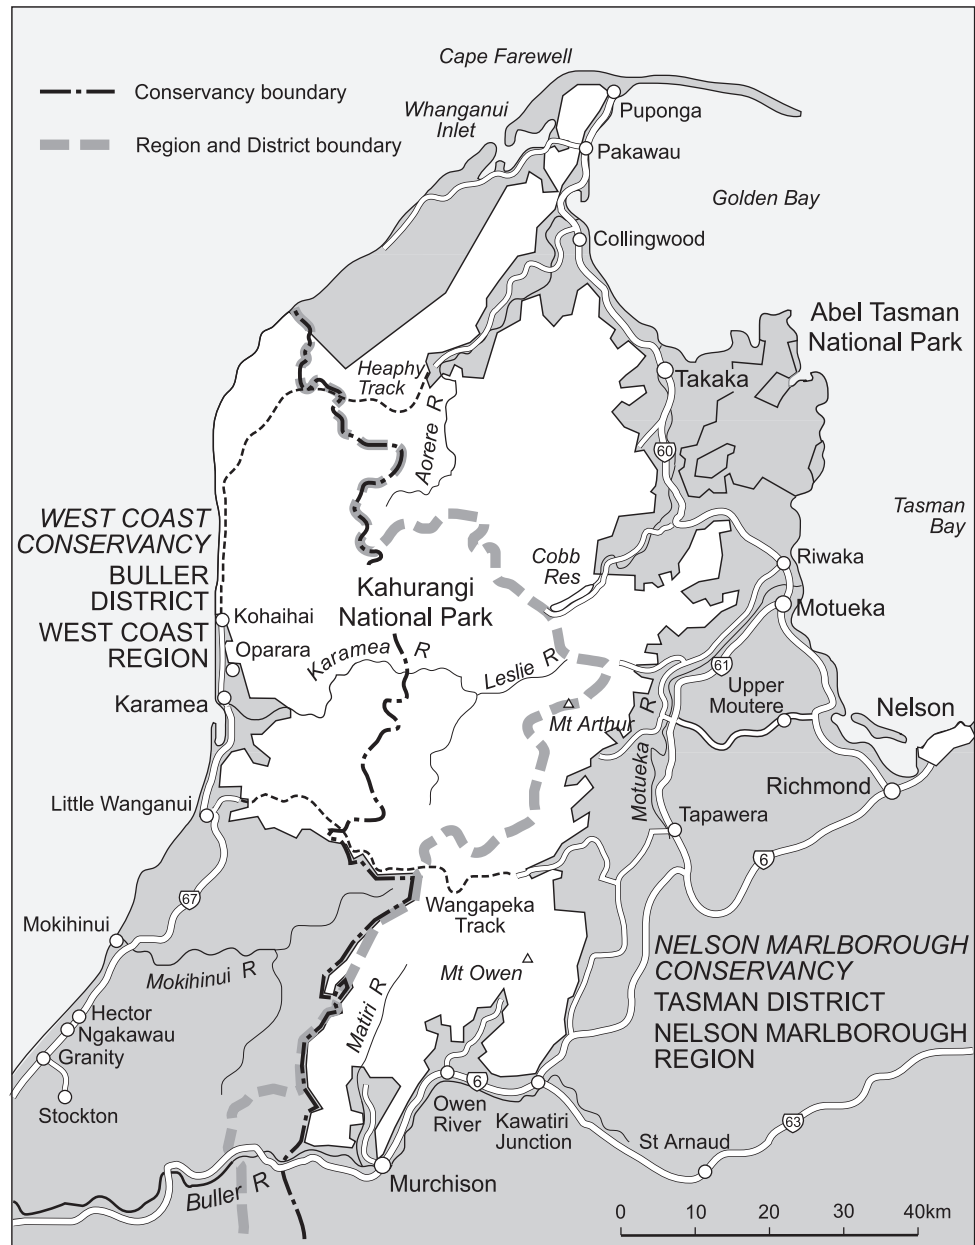 Cape Farewell
Conservancy boundary
Whanganui
Inlet
Puponga
Region and District boundary
Pakawau
Golden Bay
Collingwood
Abel Tasman
National Park
Heaphy
Track
Takaka
Aorere R
60
WEST COAST
CONSERVANCY
Tasman
Bay
BULLER
DISTRICT
Cobb
Res
Riwaka
Kahurangi
National Park
Motueka
Kohaihai
WEST COAST
REGION
Oparara
Karamea R
Leslie R
61
Karamea
Upper
Moutere
Mt Arthur
Nelson
Motueka R
Richmond
Little Wanganui
Tapawera
6
67
Wangapeka
Track
Mokihinui
Mokihinui R
Mt Owen
NELSON MARLBOROUGH
CONSERVANCY
TASMAN DISTRICT
NELSON MARLBOROUGH
REGION
Matiri R
Hector
Ngakawau
Granity
Stockton
6
Owen
River
Kawatiri
Junction
63
St Arnaud
Murchison
Buller R
0 10 20 30 40km